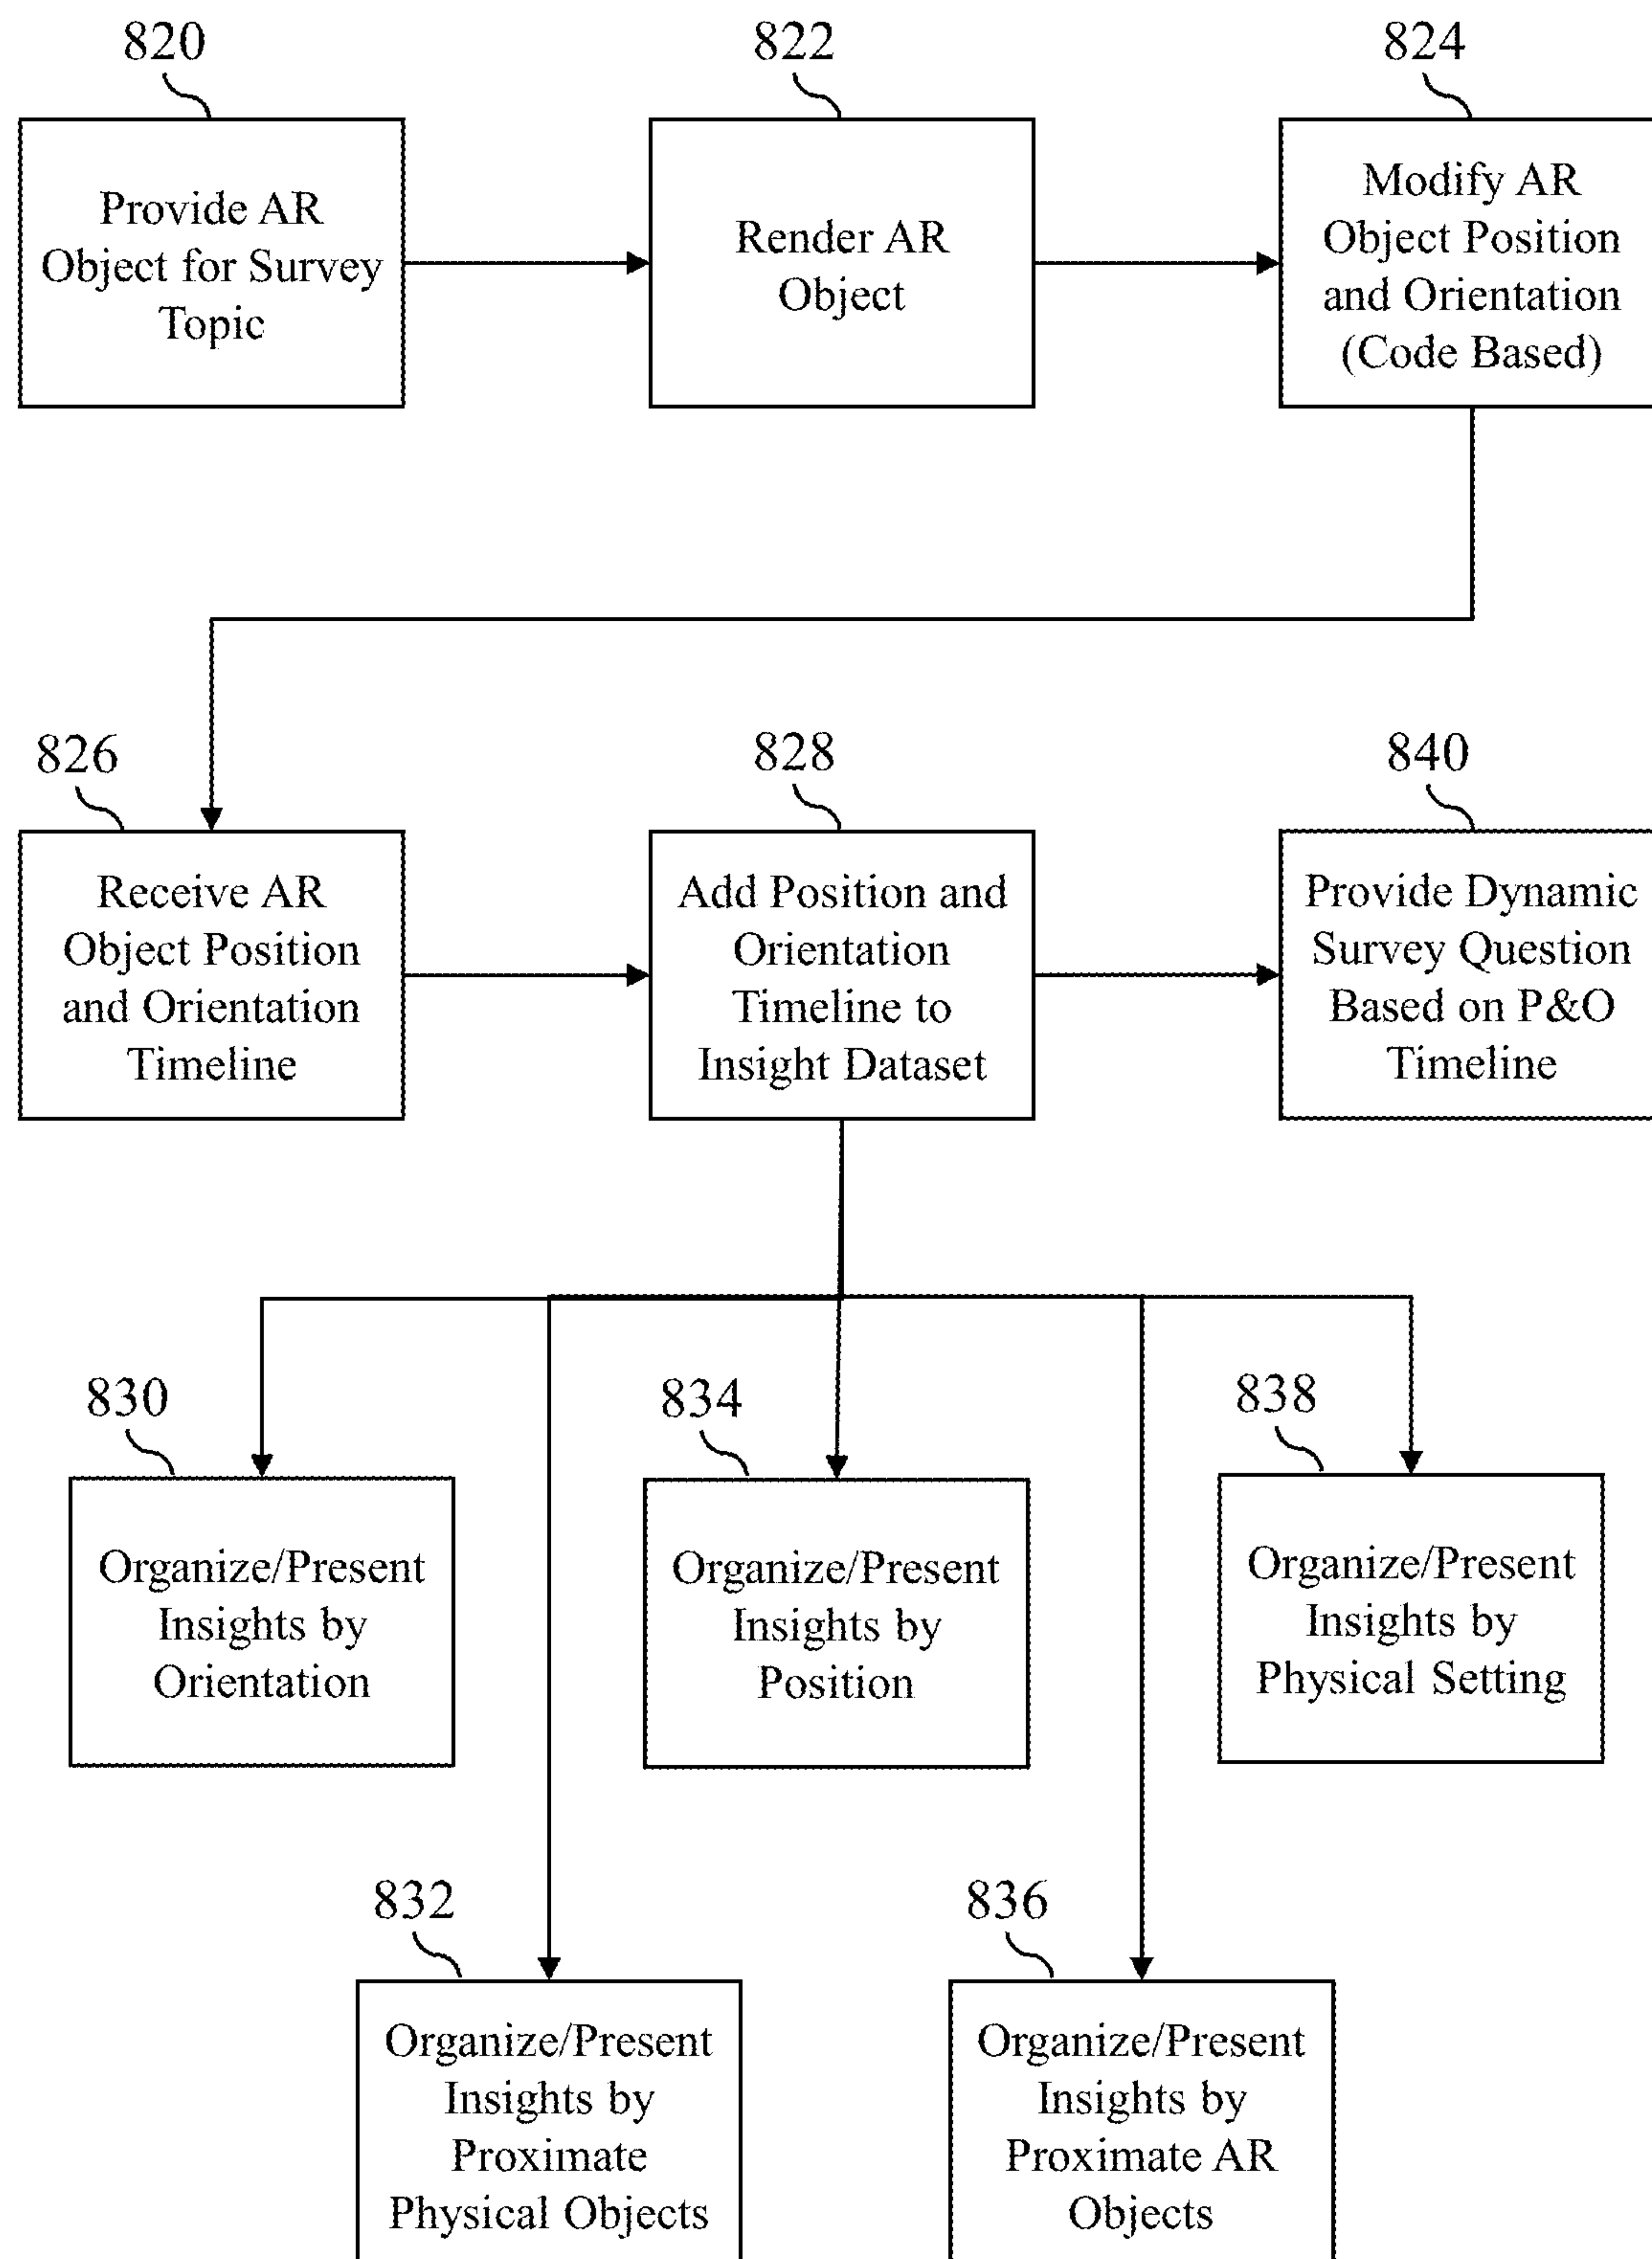 820
Provide AR
Object for Survey
Topic
822
Render AR
Object
824
Modify AR
Object Position
and Orientation
(Code Based)
826
Receive AR
Object Position
and Orientation
Timeline
828
Add Position and
Orientation
Timeline to
Insight Dataset
840
Provide Dynamic
Survey Question
Based on P&O
Timeline
830
Organize/Present
Insights by
Orientation
834
Organize/Present
Insights by
Position
838
Organize/Present
Insights by
Physical Setting
832
Organize/Present
Insights by
Proximate
Physical Objects
836
Organize/Present
Insights by
Proximate AR
Objects